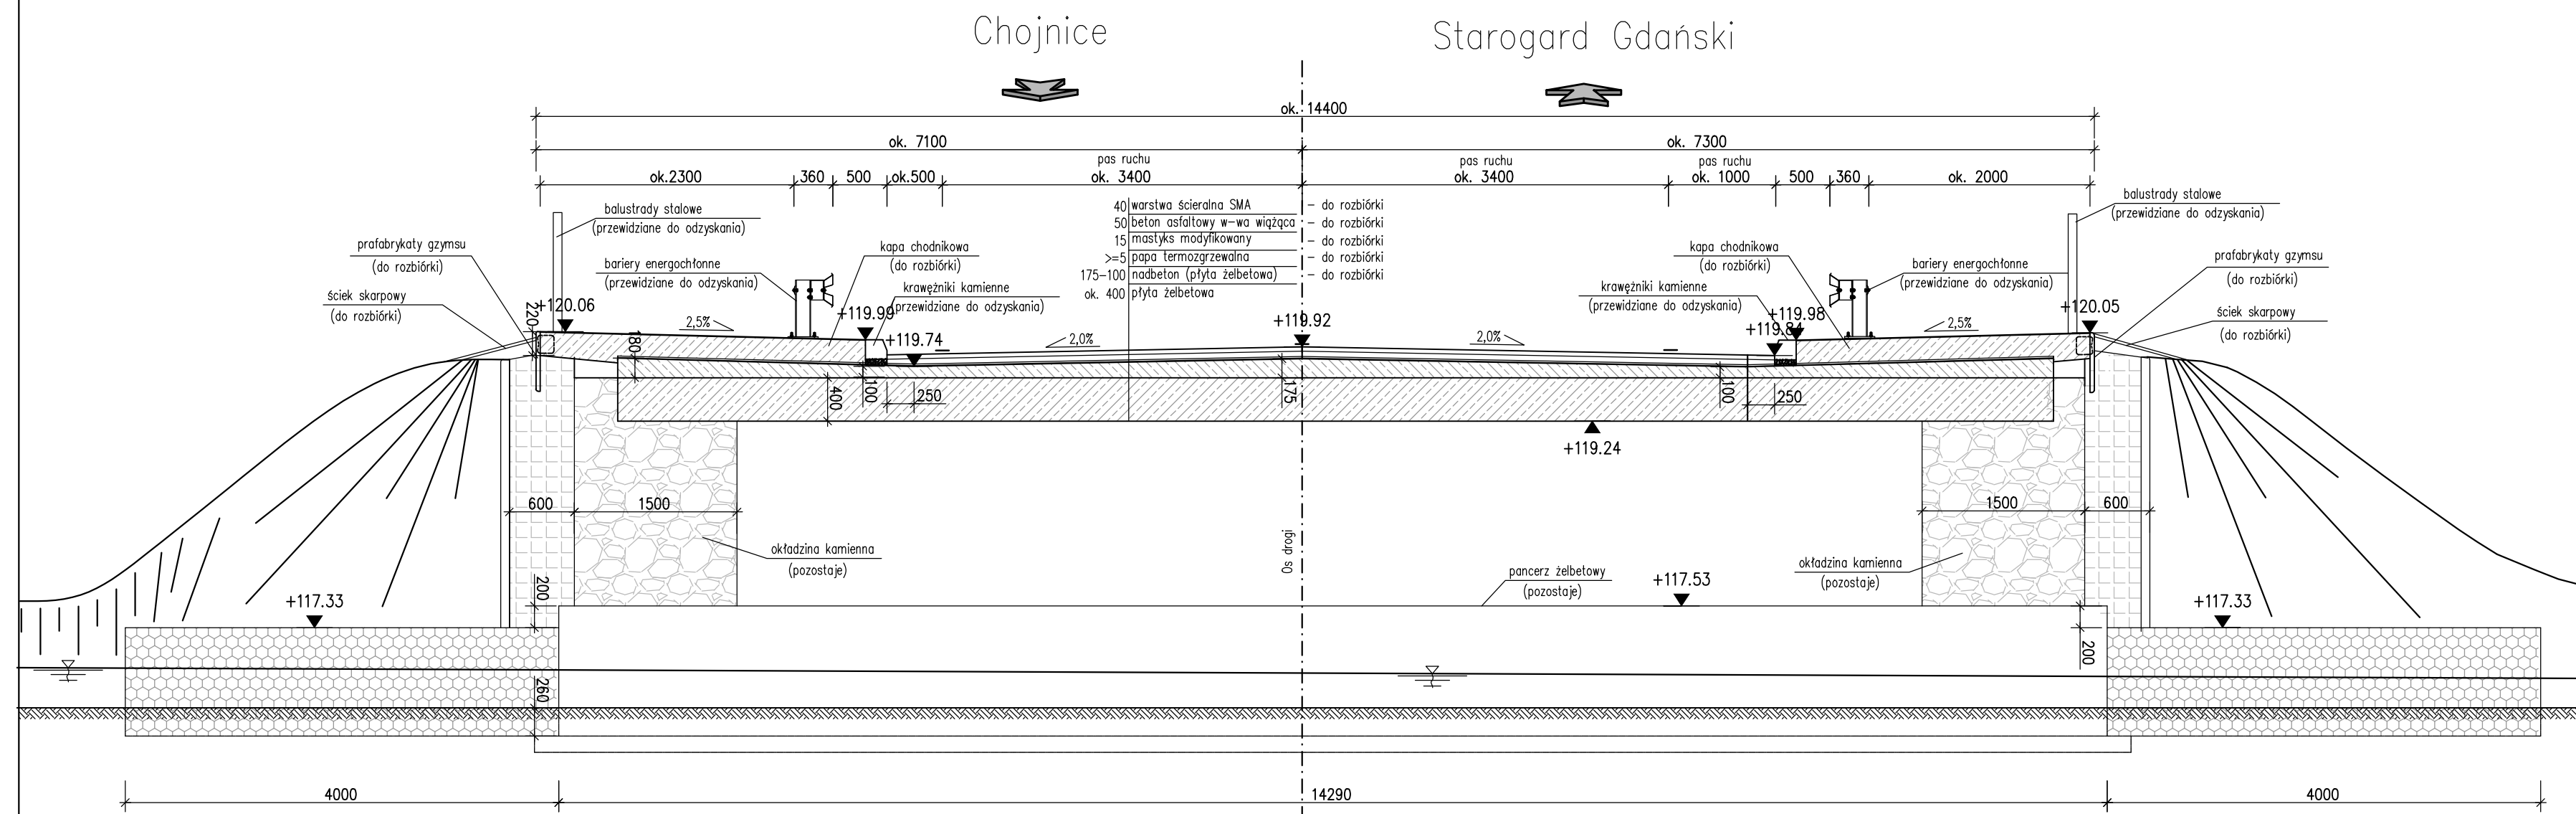 Chojnice
Starogard Gdański
ok. 14400
ok. 7100
ok. 7300
pas ruchu
pas ruchu
pas ruchu
ok.2300
360
500
ok.500
ok. 3400
ok. 3400
ok. 1000
500
360
ok. 2000
40 warstwa ścieralna SMA - do rozbiórki
50 beton asfaltowy w-wa wiążąca - do rozbiórki
15 mastyks modyfikowany - do rozbiórki
>=5 papa termozgrzewalna - do rozbiórki
175-100 nadbeton (płyta żelbetowa) - do rozbiórki
ok. 400 płyta żelbetowa
balustrady stalowe
(przewidziane do odzyskania)
prafabrykaty gzymsu
(do rozbiórki)
bariery energochłonne
(przewidziane do odzyskania)
kapa chodnikowa
(do rozbiórki)
krawężniki kamienne
(przewidziane do odzyskania)
ściek skarpowy
(do rozbiórki)
kapa chodnikowa
(do rozbiórki)
krawężniki kamienne
(przewidziane do odzyskania)
bariery energochłonne
(przewidziane do odzyskania)
balustrady stalowe
(przewidziane do odzyskania)
prafabrykaty gzymsu
(do rozbiórki)
ściek skarpowy
(do rozbiórki)
220
+120.06
2,5%
+119.99
+119.74
2,0%
+119.92
2,0%
+119.84
+119.98
2,5%
+120.05
180
400
100
250
175
100
250
+119.24
600
1500
1500
600
okładzina kamienna
(pozostaje)
Oś drogi
pancerz żelbetowy
(pozostaje)
+117.53
okładzina kamienna
(pozostaje)
200
+117.33
+117.33
200
260
4000
14290
4000